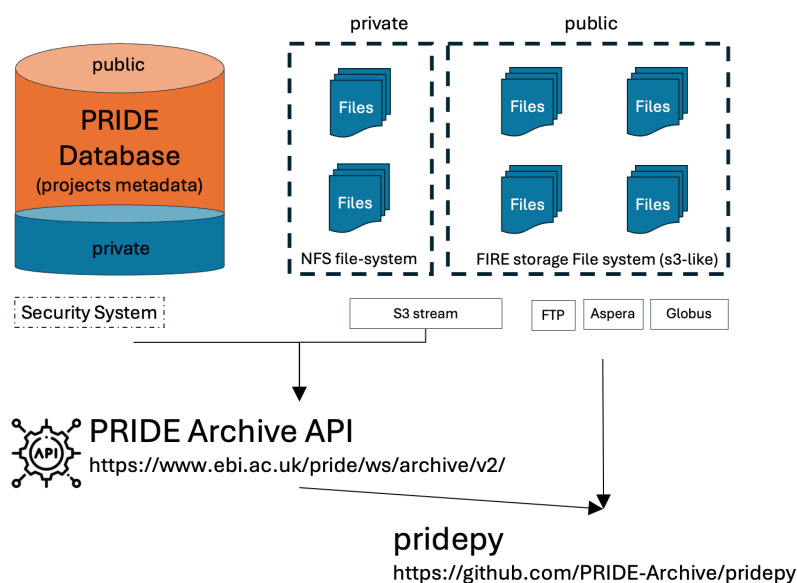 private
public
public
PRIDE
Database
(projects metadata)
private
Files
Files
Files
Files
Files
Files
NFS file-system
FIRE storage File system (s3-like)
Security System
S3 stream
FTP
Aspera
Globus
API
PRIDE Archive API
https://www.ebi.ac.uk/pride/ws/archive/v2/
pridepy
https://github.com/PRIDE-Archive/pridepy